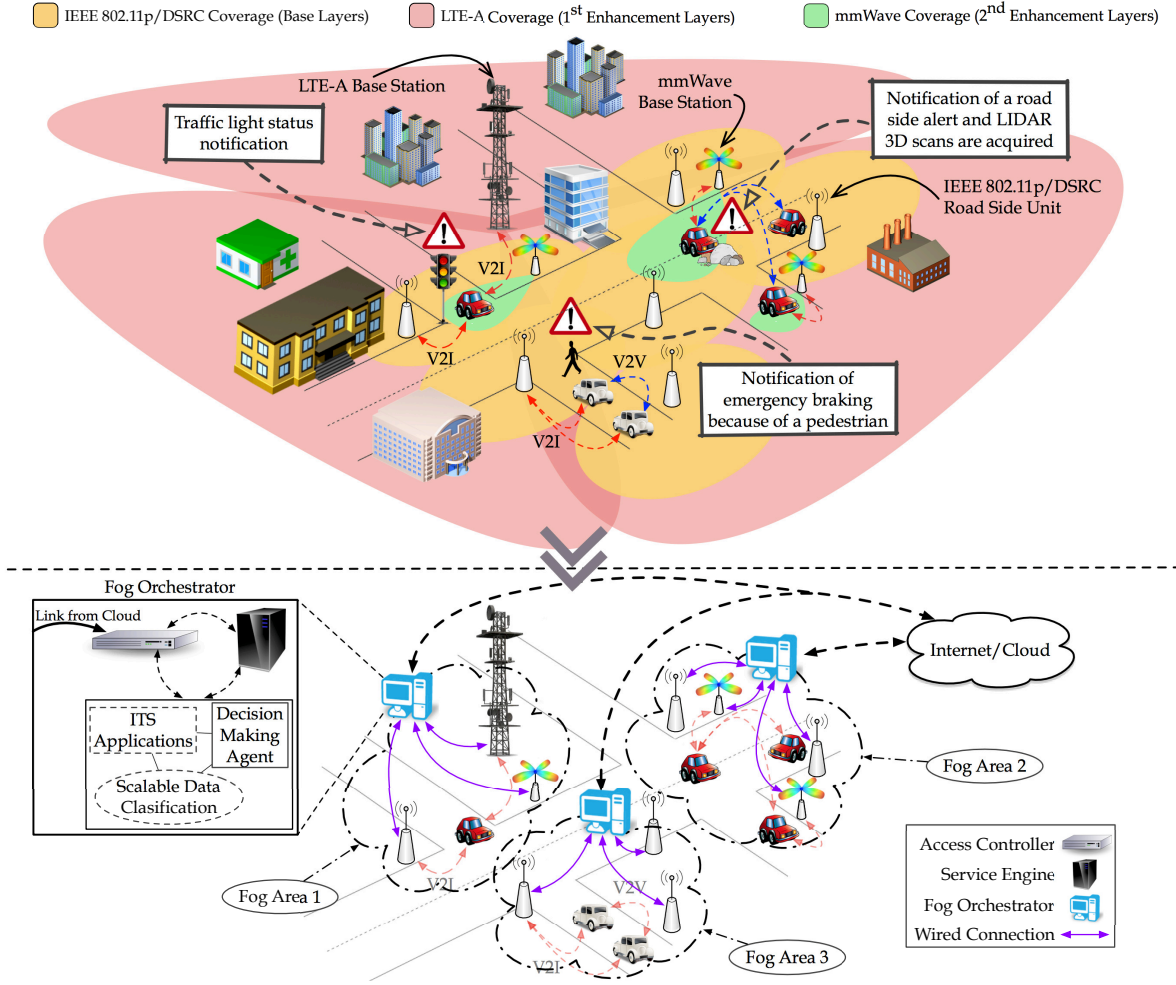 IEEE 802.11p/DSRC Coverage (Base Layers)
LTE-A Coverage (1st Enhancement Layers)
mmWave Coverage (2nd Enhancement Layers)
LTE-A Base Station
mmWave
Base Station
Notification of a road
side alert and LIDAR
3D scans are acquired
Traffic light status
notification
IEEE 802.11p/DSRC
Road Side Unit
V2I
V2I
V2V
V2I
Notification of
emergency braking
because of a pedestrian
Fog Orchestrator
Link from Cloud
ITS
Applications
Decision
Making
Agent
Scalable Data
Clasification
Internet/Cloud
Fog Area 2
Fog Area 1
V2I
V2V
V2I
Fog Area 3
Access Controller
Service Engine
Fog Orchestrator
Wired Connection